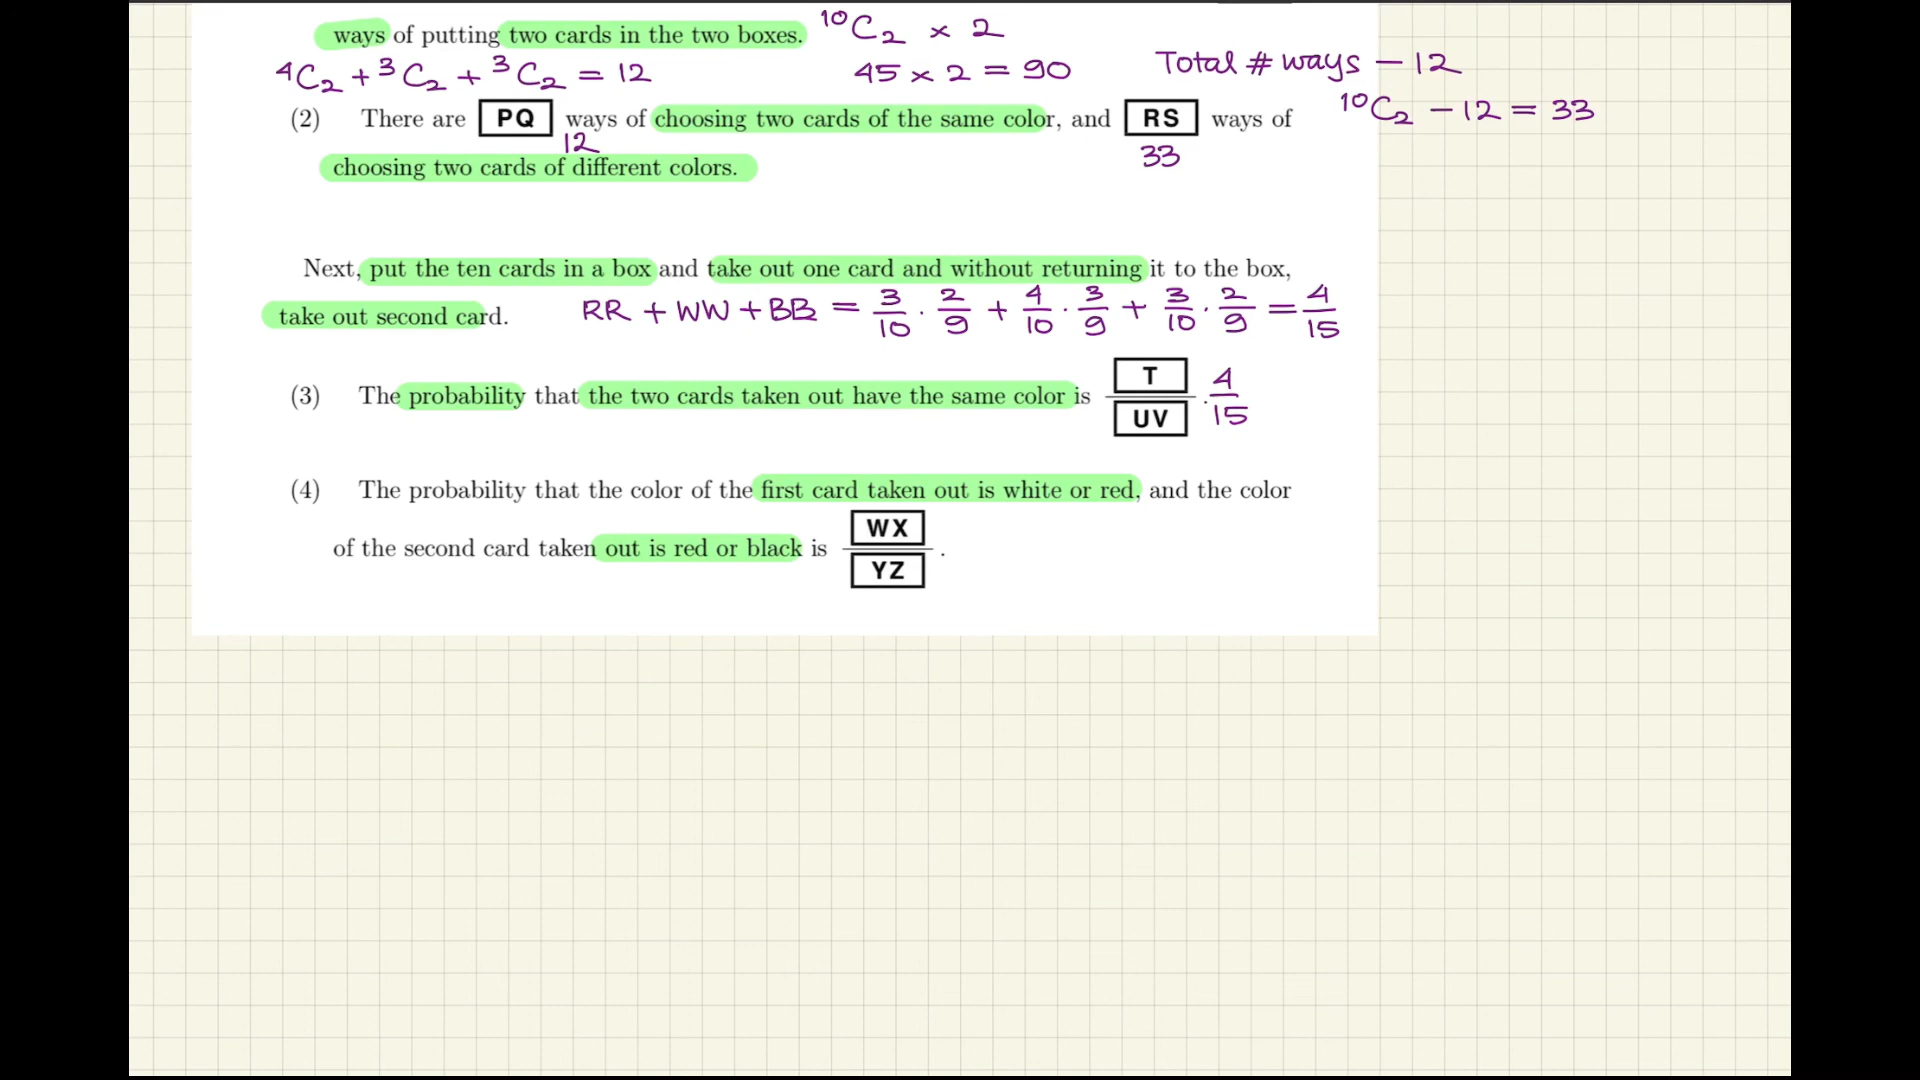 ways of putting two cards in the two boxes. ¹⁰C₂ × 2
⁴C₂ + ³C₂ + ³C₂ = 12
45 × 2 = 90
Total # ways − 12
¹⁰C₂ − 12 = 33
(2) There are PQ ways of choosing two cards of the same color, and RS ways of
12
33
choosing two cards of different colors.
Next, put the ten cards in a box and take out one card and without returning it to the box,
take out second card.
RR + WW + BB = 3/10 · 2/9 + 4/10 · 3/9 + 3/10 · 2/9 = 4/15
(3) The probability that the two cards taken out have the same color is T/UV. 4/15
(4) The probability that the color of the first card taken out is white or red, and the color
of the second card taken out is red or black is WX/YZ.